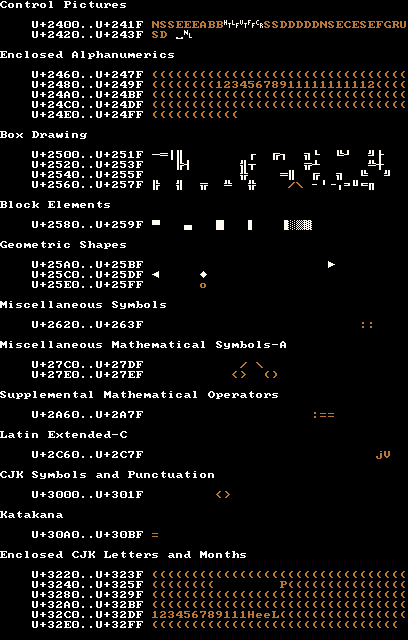 Control Pictures
U+2400..U+241F NSSEEEABB␉␊␋␌␍SSDDDDDNSECESEFGRU
U+2420..U+243F SD ␣␤
Enclosed Alphanumerics
U+2460..U+247F ((((((((((((((((((((((((((((((((
U+2480..U+249F ((((((((12345678911111111112((((
U+24A0..U+24BF ((((((((((((((((((((((((((((((((
U+24C0..U+24DF ((((((((((((((((((((((((((((((((
U+24E0..U+24FF (((((((((((
Box Drawing
U+2500..U+251F ─═│║        ┌  ╔┐  ╗└  ╚┘  ╝├
U+2520..U+253F    ╠┤      ╣┬      ╦┴      ╩┼
U+2540..U+255F            ╬    ═║  ╔  ╗  ╚  ╝
U+2560..U+257F ╠  ╣  ╦  ╩  ╬    ╱╲ ╴╵╶╷═║═║
Block Elements
U+2580..U+259F ▀   ▄   █   ▌   ▐░▒▓
Geometric Shapes
U+25A0..U+25BF ►
U+25C0..U+25DF ◄     ◆
U+25E0..U+25FF o
Miscellaneous Symbols
U+2620..U+263F ::
Miscellaneous Mathematical Symbols-A
U+27C0..U+27DF / \
U+27E0..U+27EF <>  <>
Supplemental Mathematical Operators
U+2A60..U+2A7F :==
Latin Extended-C
U+2C60..U+2C7F jV
CJK Symbols and Punctuation
U+3000..U+301F <>
Katakana
U+30A0..U+30BF =
Enclosed CJK Letters and Months
U+3220..U+323F ((((((((((((((((((((((((((((((((
U+3240..U+325F ((((((((        P(((((((((((((((
U+3280..U+329F ((((((((((((((((((((((((((((((((
U+32A0..U+32BF ((((((((((((((((((((((((((((((((
U+32C0..U+32DF 123456789111HeeL((((((((((((((((
U+32E0..U+32FF ((((((((((((((((((((((((((((((((